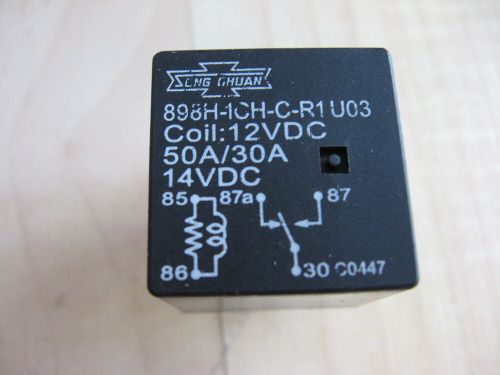 SONG CHUAN
898H-1CH-C-R1 U03
Coil:12VDC
50A/30A
14VDC
85 87a 87
86 30 C0447